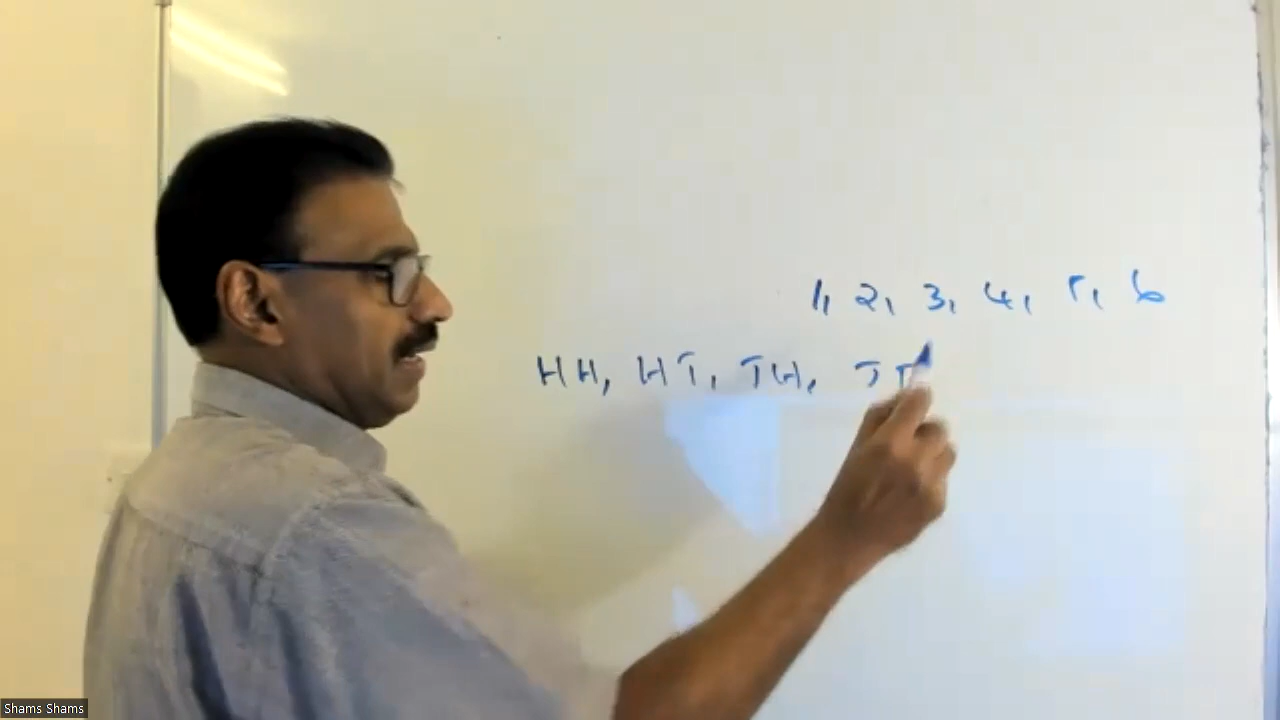 1, 2, 3, 4, 5, 6
HH, HT, TH, TT
Shams Shams